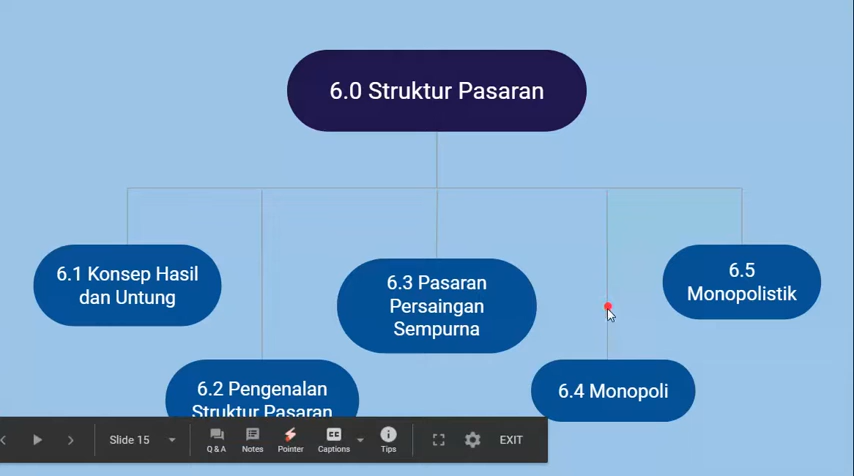 6.0 Struktur Pasaran
6.1 Konsep Hasil
dan Untung
6.2 Pengenalan
Struktur Pasaran
6.3 Pasaran
Persaingan
Sempurna
6.4 Monopoli
6.5
Monopolistik
Slide 15
Q & A
Notes
Pointer
CC
Captions
Tips
EXIT